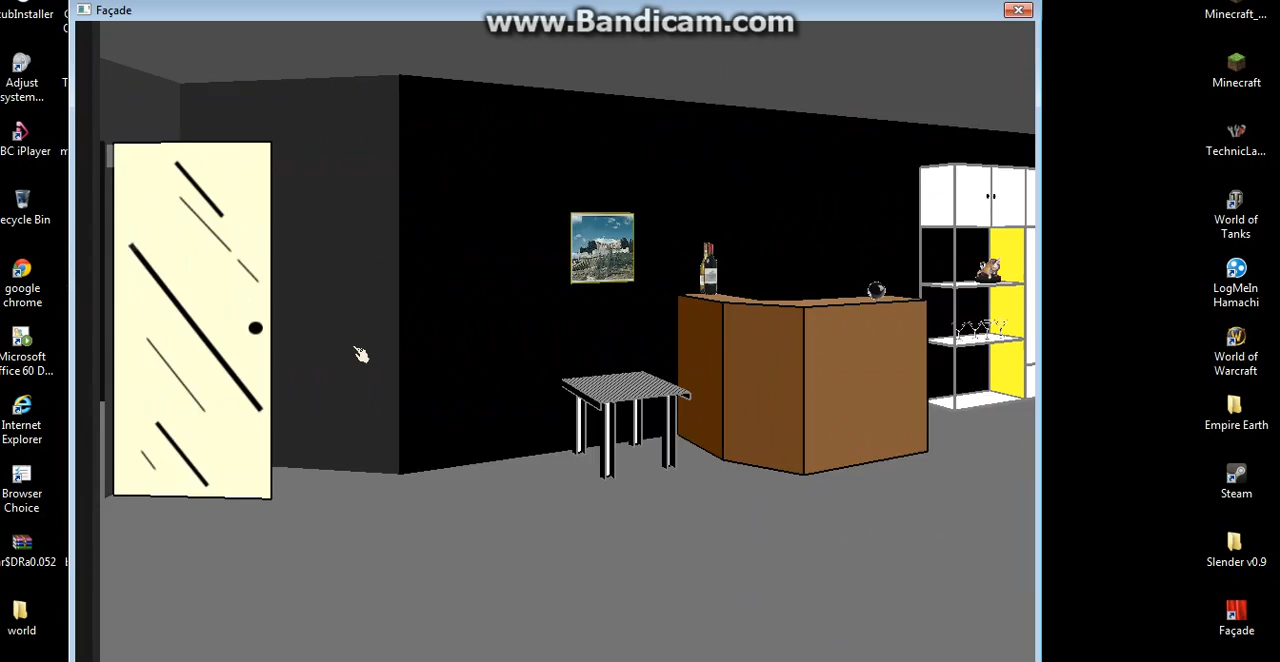 ubInstaller
Façade
www.Bandicam.com
Minecraft_...
Adjust
system...
Minecraft
BC iPlayer
TechnicLa...
ecycle Bin
World of
Tanks
google
chrome
LogMeIn
Hamachi
Microsoft
ffice 60 D...
World of
Warcraft
Internet
Explorer
Empire Earth
Browser
Choice
Steam
r$DRa0.052
Slender v0.9
world
Façade